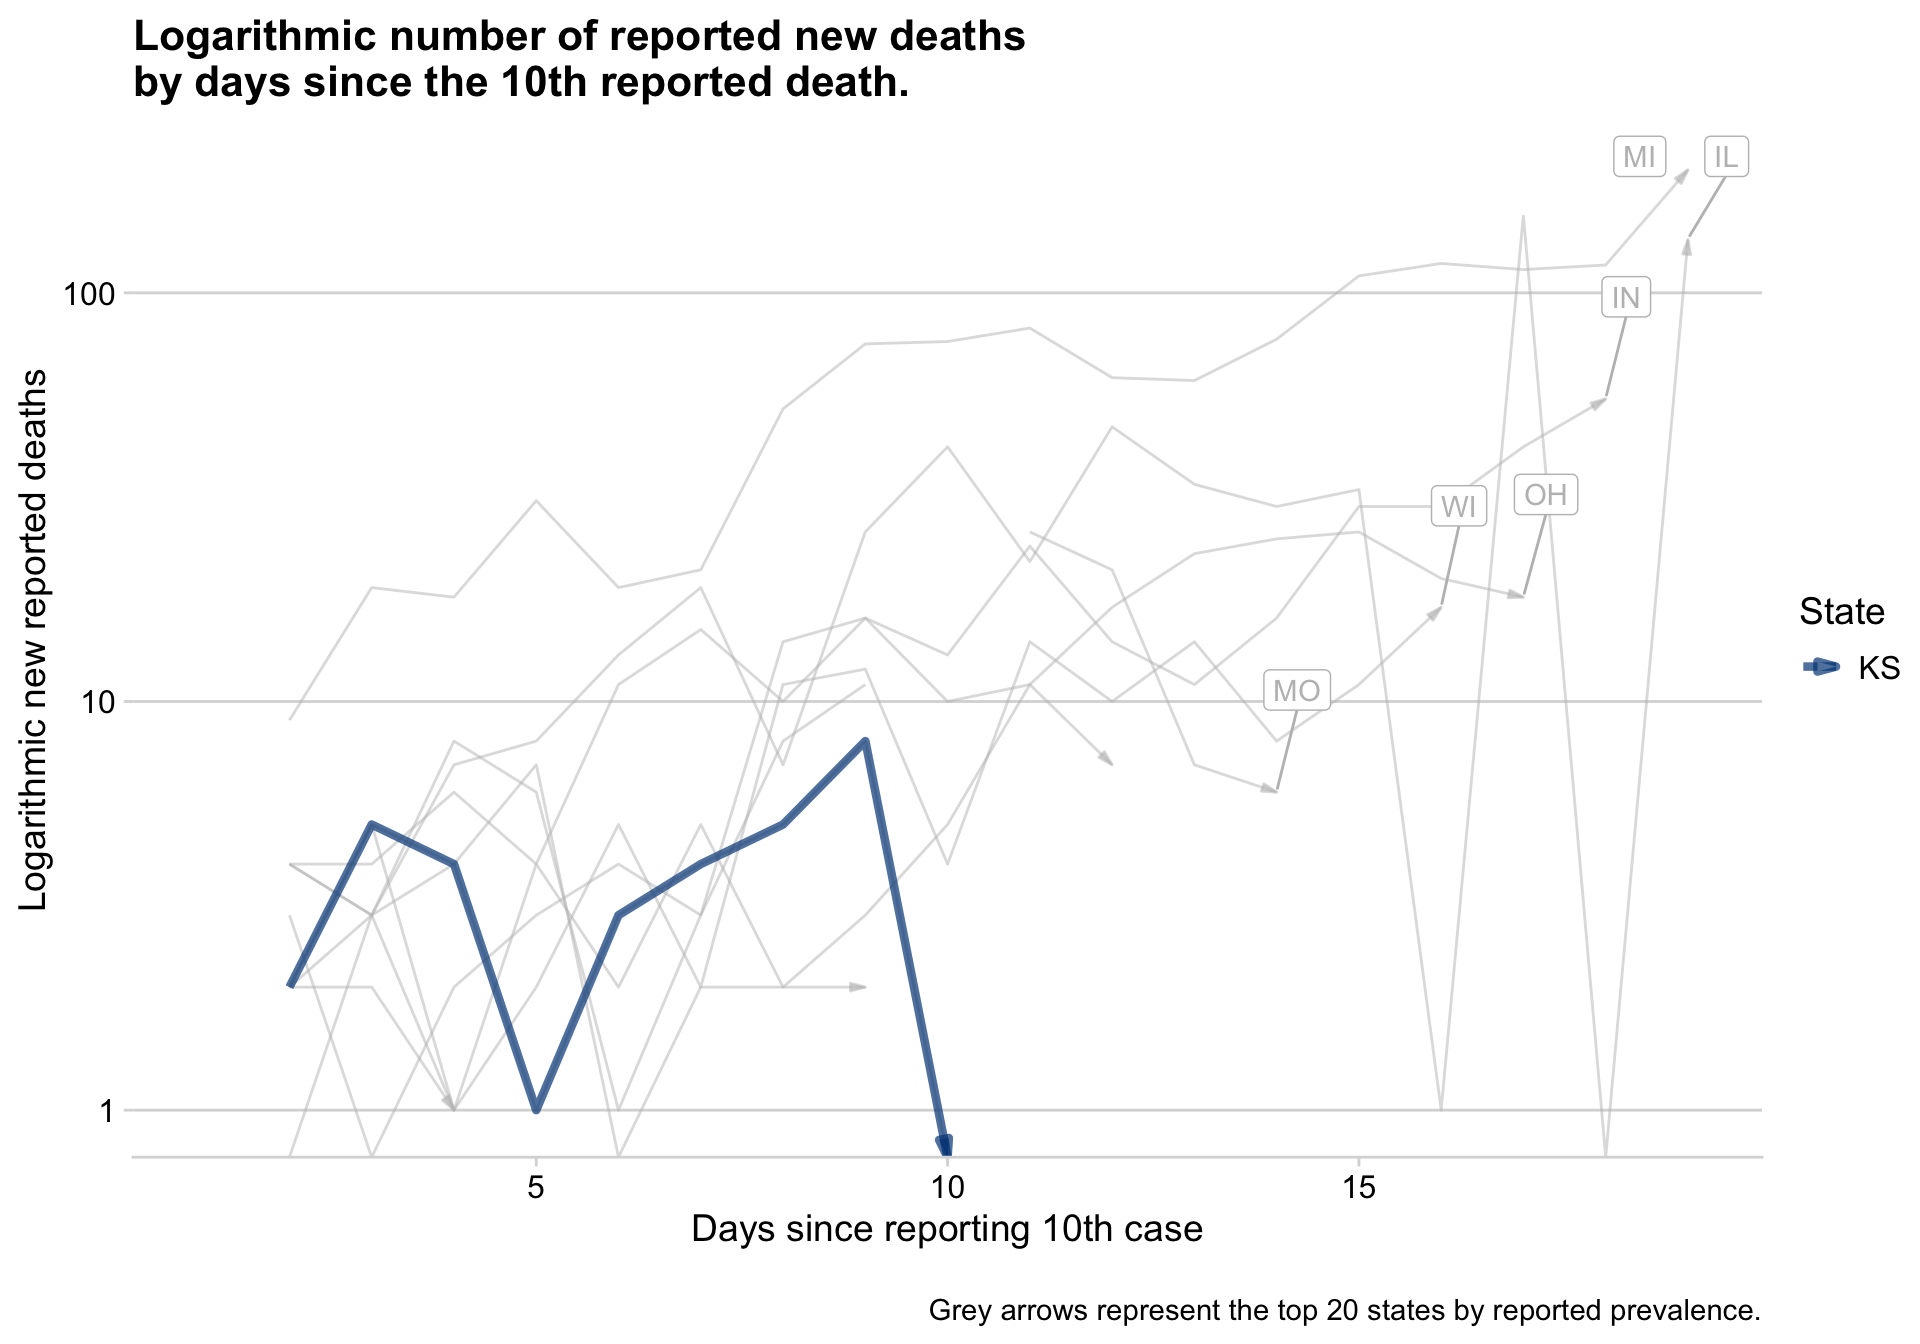 Logarithmic number of reported new deaths
by days since the 10th reported death.
MI
IL
100
IN
WI
OH
MO
10
1
Logarithmic new reported deaths
State
KS
5
10
15
Days since reporting 10th case
Grey arrows represent the top 20 states by reported prevalence.